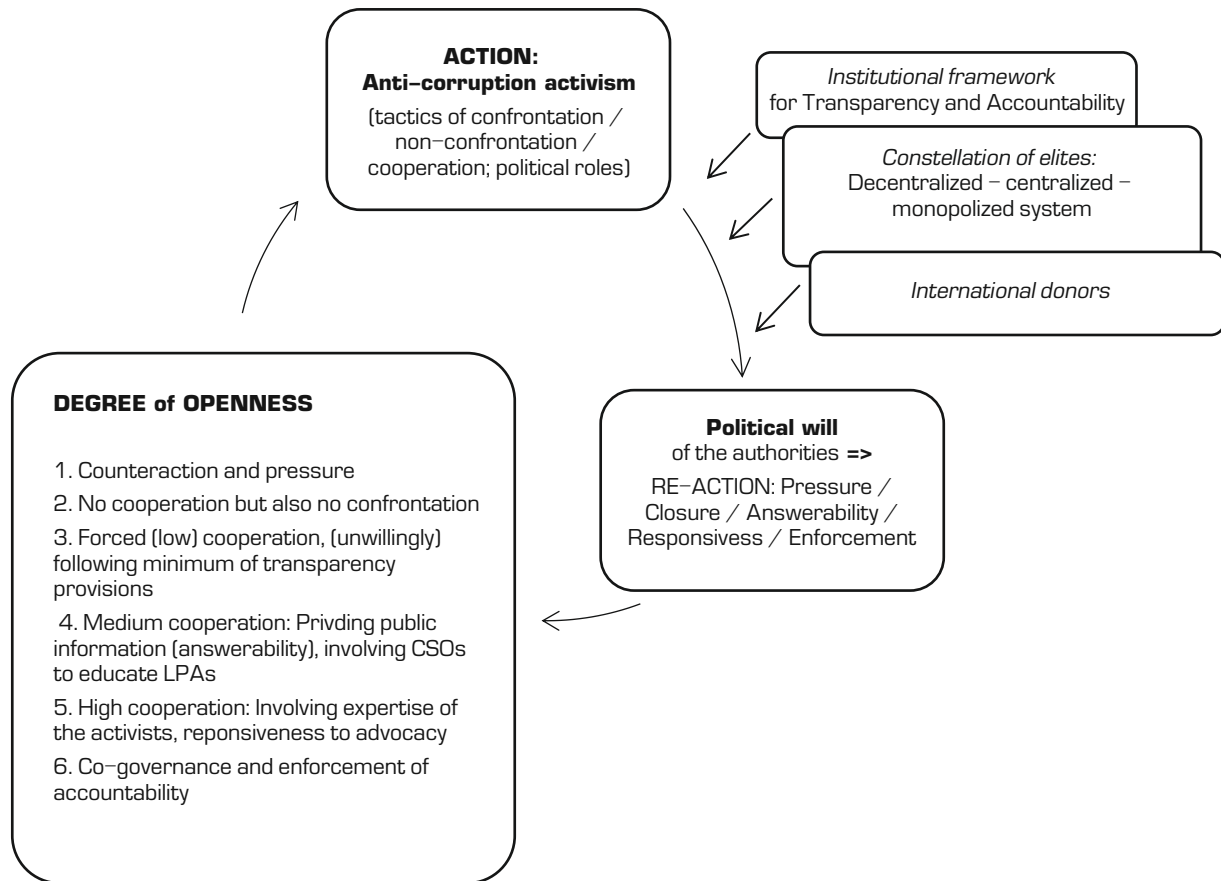 ACTION:
Anti–corruption activism
(tactics of confrontation /
non–confrontation /
cooperation; political roles)
Institutional framework
for Transparency and Accountability
Constellation of elites:
Decentralized – centralized –
monopolized system
International donors
Political will
of the authorities =>
RE–ACTION: Pressure /
Closure / Answerability /
Responsivess / Enforcement
DEGREE of OPENNESS
1. Counteraction and pressure
2. No cooperation but also no confrontation
3. Forced (low) cooperation, (unwillingly)
following minimum of transparency
provisions
4. Medium cooperation: Privding public
information (answerability), involving CSOs
to educate LPAs
5. High cooperation: Involving expertise of
the activists, reponsiveness to advocacy
6. Co–governance and enforcement of
accountability